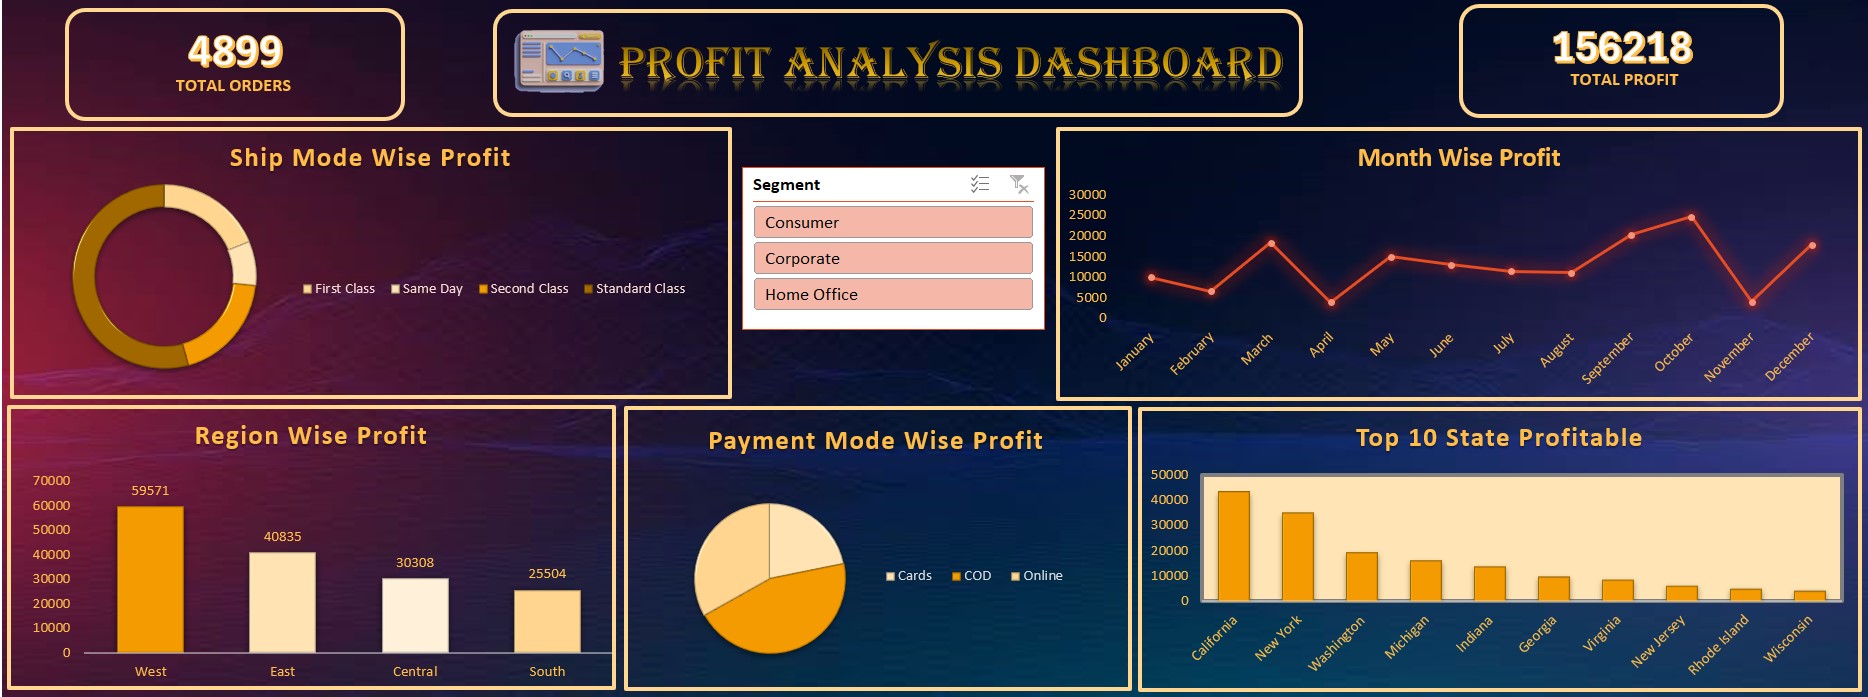 4899
TOTAL ORDERS
PROFIT ANALYSIS DASHBOARD
156218
TOTAL PROFIT
Ship Mode Wise Profit
First Class
Same Day
Second Class
Standard Class
Segment
Consumer
Corporate
Home Office
Month Wise Profit
30000
25000
20000
15000
10000
5000
0
January
February
March
April
May
June
July
August
September
October
November
December
Region Wise Profit
70000
60000
50000
40000
30000
20000
10000
0
59571
40835
30308
25504
West
East
Central
South
Payment Mode Wise Profit
Cards
COD
Online
Top 10 State Profitable
50000
40000
30000
20000
10000
0
California
New York
Washington
Michigan
Indiana
Georgia
Virginia
New Jersey
Rhode Island
Wisconsin